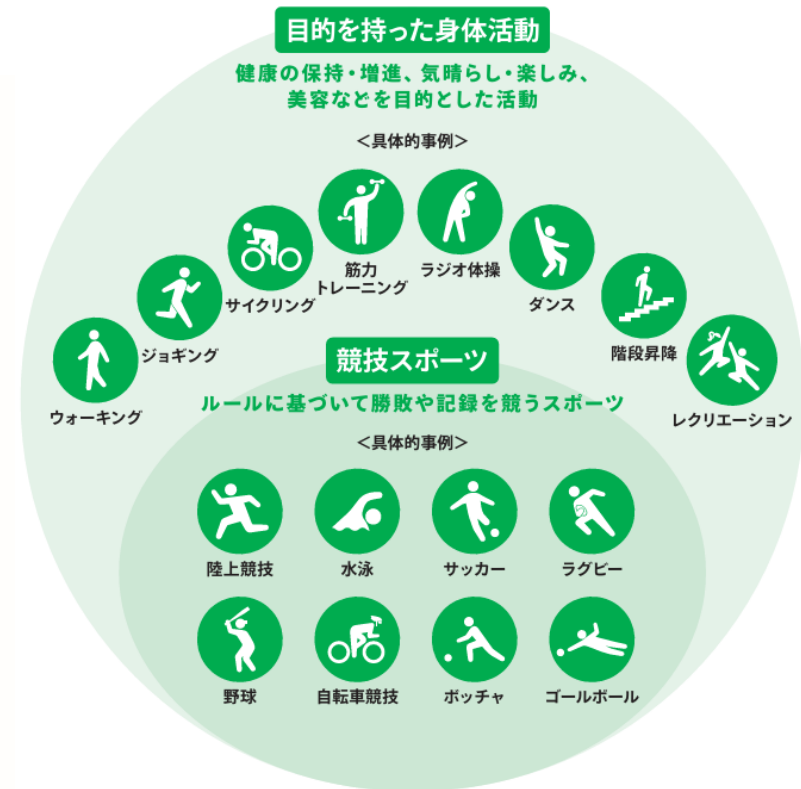 目的を持った身体活動
健康の保持・増進、気晴らし・楽しみ、
美容などを目的とした活動
＜具体的事例＞
ウォーキング
ジョギング
サイクリング
筋力
トレーニング
ラジオ体操
ダンス
階段昇降
レクリエーション
競技スポーツ
ルールに基づいて勝敗や記録を競うスポーツ
＜具体的事例＞
陸上競技
水泳
サッカー
ラグビー
野球
自転車競技
ボッチャ
ゴールボール